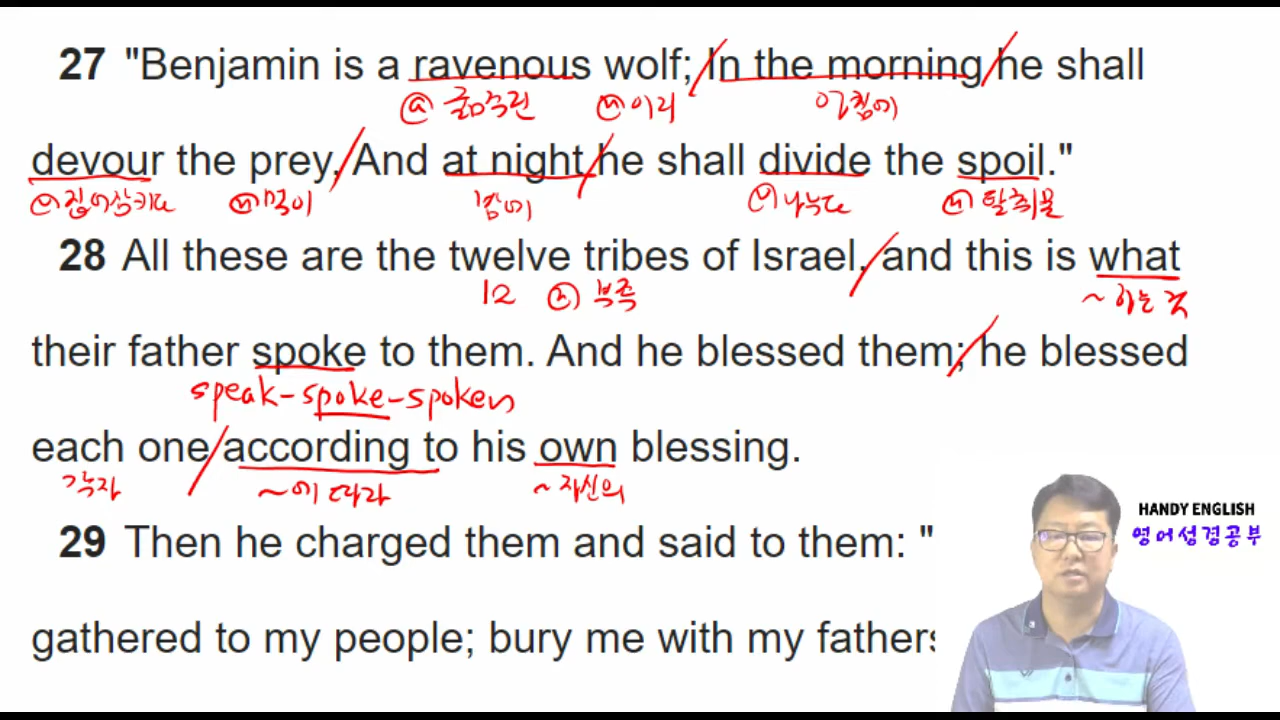 27 "Benjamin is a ravenous wolf; In the morning he shall
ⓐ 굶주린 ⓝ 이리 아침에
devour the prey, And at night he shall divide the spoil."
ⓥ 집어삼키다 ⓝ 먹이 밤에 ⓥ 나누다 ⓝ 탈취물
28 All these are the twelve tribes of Israel, and this is what
12 ⓝ 부족 ~하는 것
their father spoke to them. And he blessed them; he blessed
speak-spoke-spoken
each one according to his own blessing.
각자 ~에 따라 ~자신의
HANDY ENGLISH
영어성경공부
29 Then he charged them and said to them: "
gathered to my people; bury me with my fathers